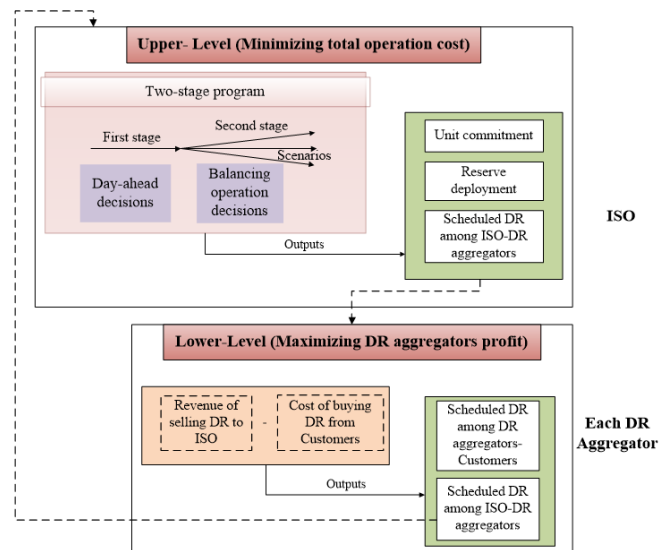 Upper- Level (Minimizing total operation cost)
Two-stage program
Second stage
First stage
Scenarios
Day-ahead
decisions
Balancing
operation
decisions
Outputs
Unit commitment
Reserve
deployment
Scheduled DR
among ISO-DR
aggregators
ISO
Lower-Level (Maximizing DR aggregators profit)
Revenue of
selling DR to
ISO
-
Cost of buying
DR from
Customers
Outputs
Scheduled DR
among DR
aggregators-
Customers
Scheduled DR
among ISO-DR
aggregators
Each DR
Aggregator